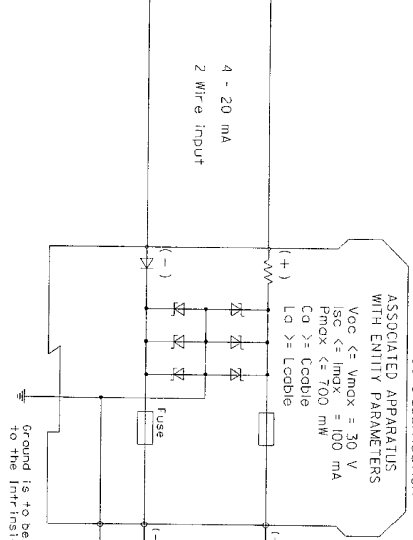 ASSOCIATED APPARATUS
WITH ENTITY PARAMETERS
Voc <= Vmax = 30 V
Isc <= Imax = 100 mA
Pmax <= 700 mW
Ca >= Ccable
La >= Lcable
4 - 20 mA
2 Wire input
(+)
(-)
Fuse
(-
Ground is to be
to the Intrinsi